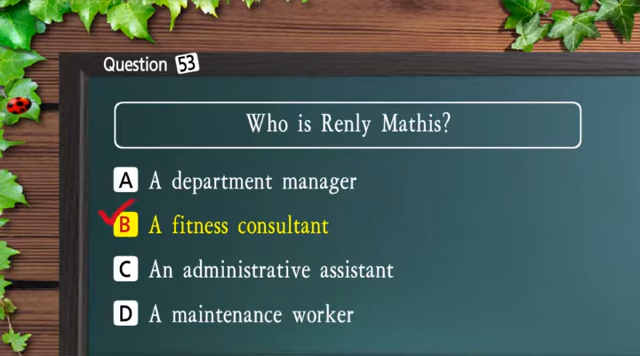 Question 53
Who is Renly Mathis?
A A department manager
B A fitness consultant
C An administrative assistant
D A maintenance worker